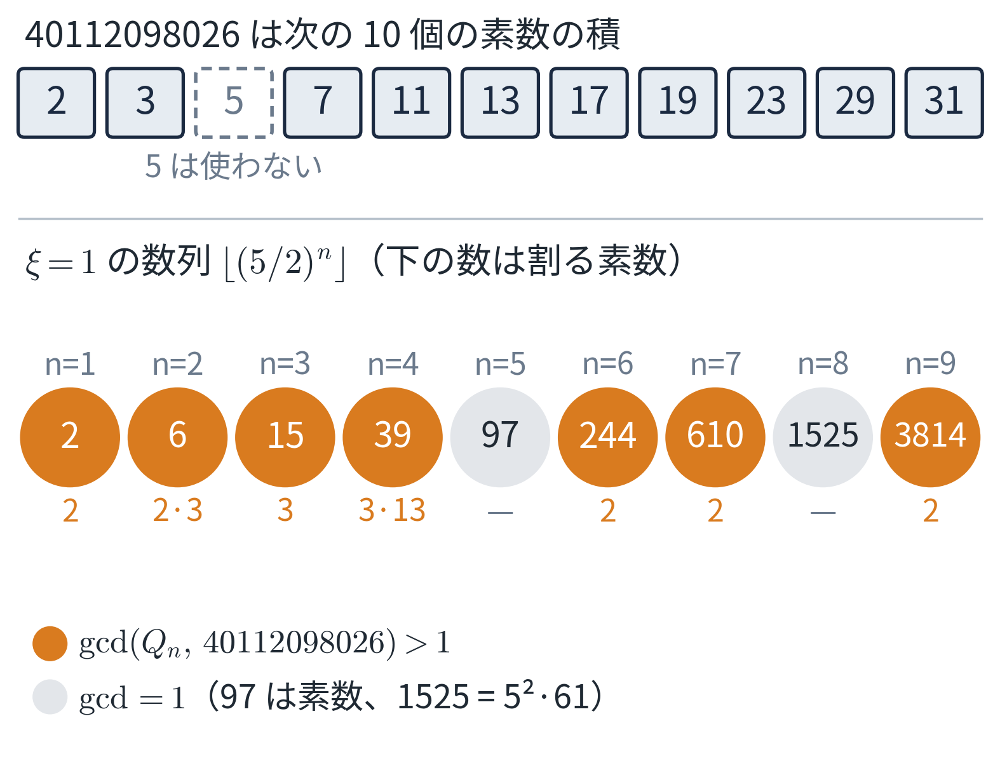 40112098026 は次の 10 個の素数の積
2 3 5 7 11 13 17 19 23 29 31
5 は使わない
ξ = 1 の数列 ⌊(5/2)ⁿ⌋（下の数は割る素数）
n=1 n=2 n=3 n=4 n=5 n=6 n=7 n=8 n=9
2 6 15 39 97 244 610 1525 3814
2 2·3 3 3·13 — 2 2 — 2
gcd(Qₙ, 40112098026) > 1
gcd = 1（97 は素数、1525 = 5²·61）